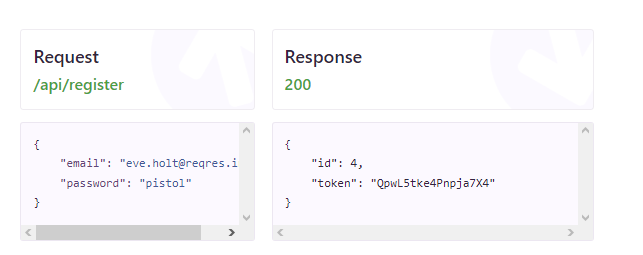 Request
/api/register
{
"email": "eve.holt@reqres.i
"password": "pistol"
}
Response
200
{
"id": 4,
"token": "QpwL5tke4Pnpja7X4"
}